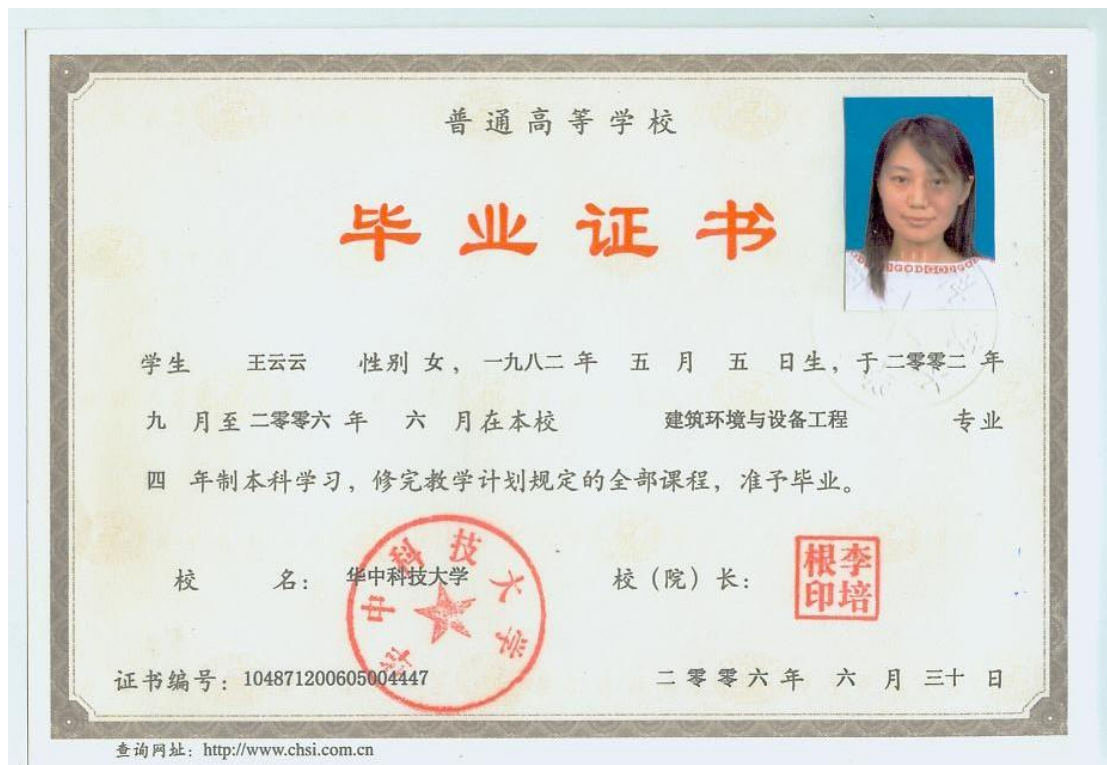 普通高等学校
毕业证书
学生 王云云 性别 女，一九八二 年 五 月 五 日生，于 二零零二 年
九 月至 二零零六 年 六 月在本校 建筑环境与设备工程 专业
四 年制本科学习，修完教学计划规定的全部课程，准予毕业。
校 名：华中科技大学 校（院）长：
华中科技大学
李培根印
证书编号：104871200605004447 二零零六年 六 月 三十 日
查询网址：http://www.chsi.com.cn